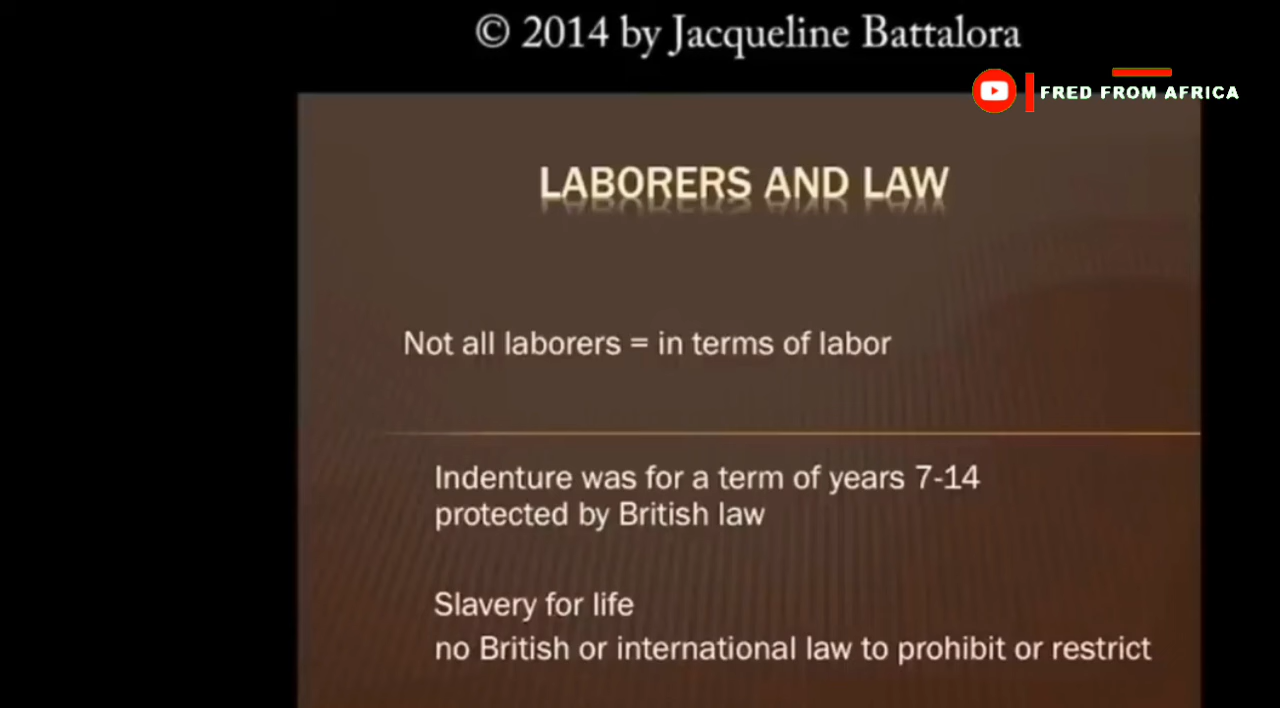 © 2014 by Jacqueline Battalora
FRED FROM AFRICA
LABORERS AND LAW
Not all laborers = in terms of labor
Indenture was for a term of years 7-14
protected by British law
Slavery for life
no British or international law to prohibit or restrict